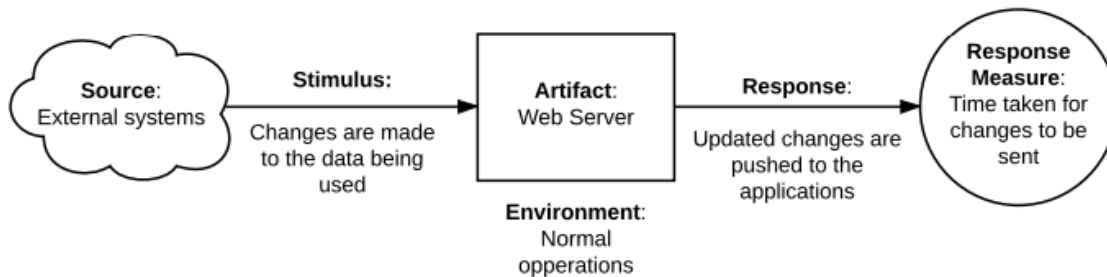 Source:
External systems
Stimulus:
Changes are made
to the data being
used
Artifact:
Web Server
Environment:
Normal
opperations
Response:
Updated changes are
pushed to the
applications
Response
Measure:
Time taken for
changes to be
sent